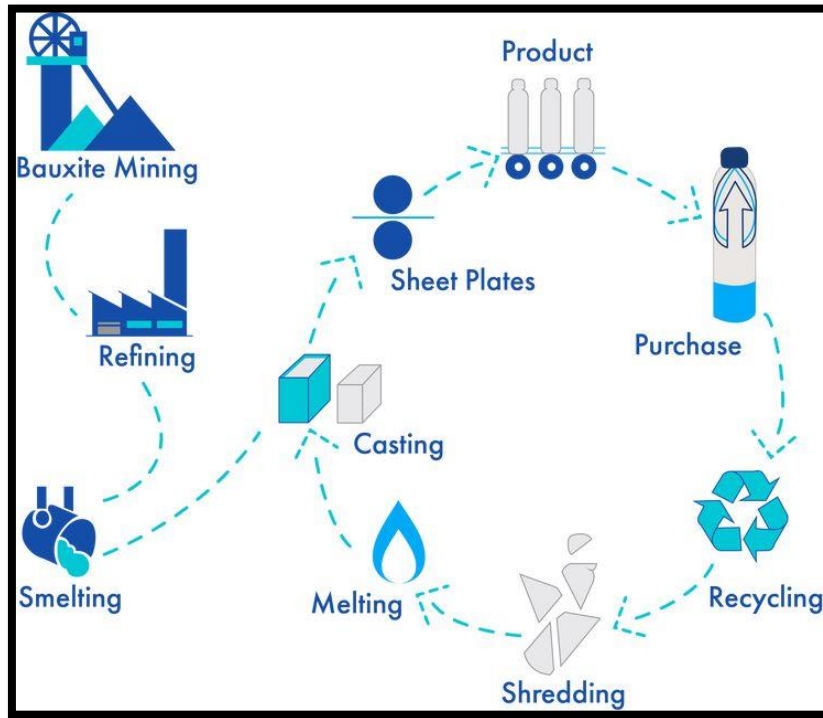 Product
Bauxite Mining
Sheet Plates
Refining
Purchase
Casting
Smelting
Melting
Recycling
Shredding